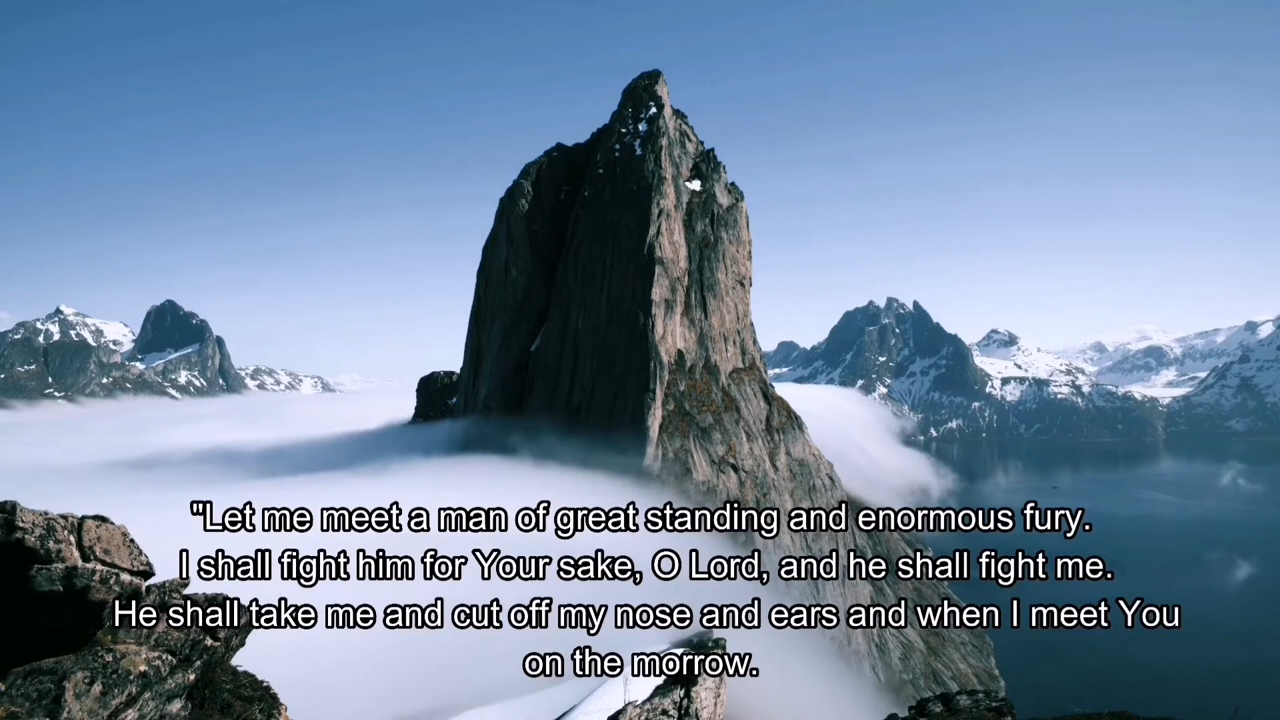 "Let me meet a man of great standing and enormous fury.
I shall fight him for Your sake, O Lord, and he shall fight me.
He shall take me and cut off my nose and ears and when I meet You
on the morrow.